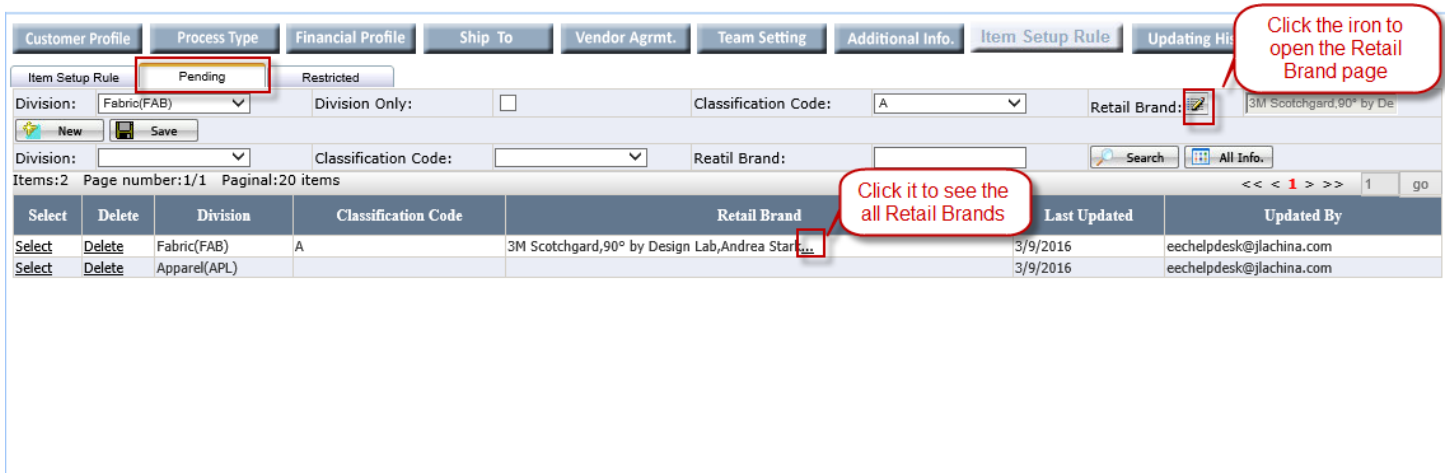 Customer Profile Process Type Financial Profile Ship To Vendor Agrmt. Team Setting Additional Info. Item Setup Rule Updating His
Click the iron to
open the Retail
Brand page
Item Setup Rule Pending Restricted
Division: Fabric(FAB) Division Only: Classification Code: A Retail Brand: 3M Scotchgard,90° by De
New Save
Division: Classification Code: Reatil Brand: Search All Info.
Items:2 Page number:1/1 Paginal:20 items << < 1 > >> 1 go
Click it to see the
all Retail Brands
Select Delete Division Classification Code Retail Brand Last Updated Updated By
Select Delete Fabric(FAB) A 3M Scotchgard,90° by Design Lab,Andrea Stark... 3/9/2016 eechelpdesk@jlachina.com
Select Delete Apparel(APL) 3/9/2016 eechelpdesk@jlachina.com